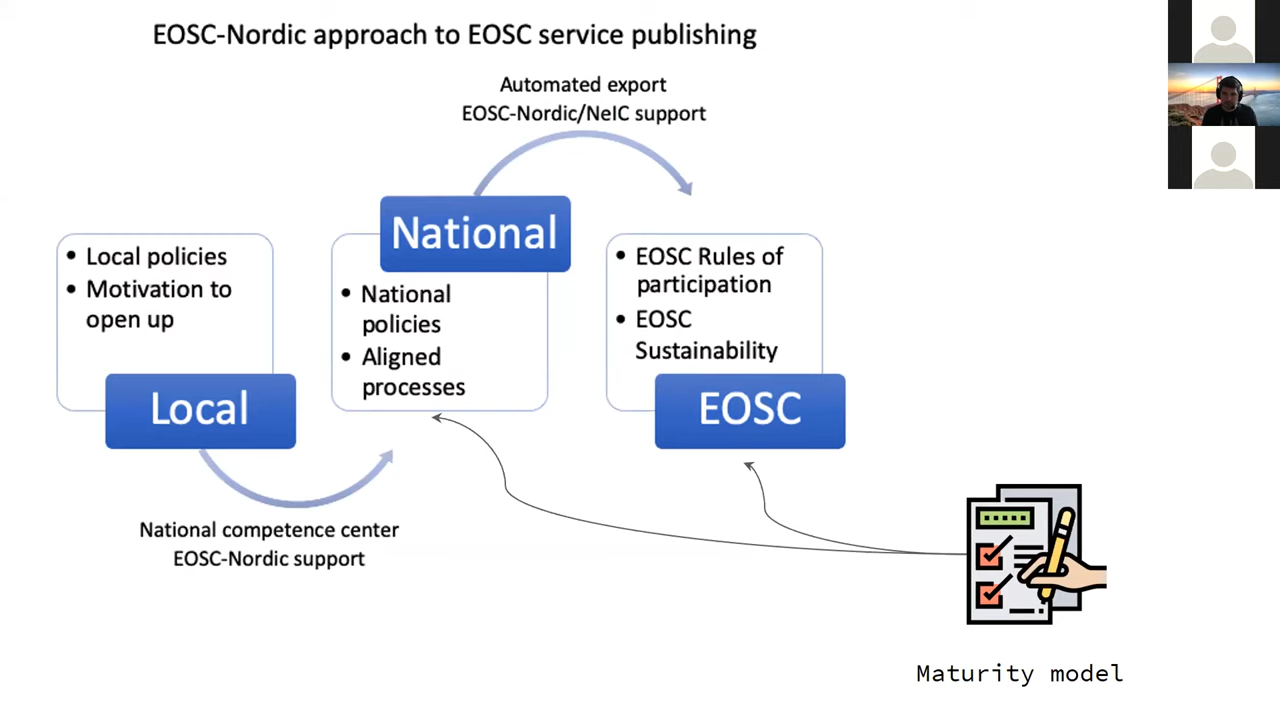 EOSC-Nordic approach to EOSC service publishing
Automated export
EOSC-Nordic/NeIC support
National
• Local policies
• Motivation to
open up
Local
• National
policies
• Aligned
processes
• EOSC Rules of
participation
• EOSC
Sustainability
EOSC
National competence center
EOSC-Nordic support
Maturity model